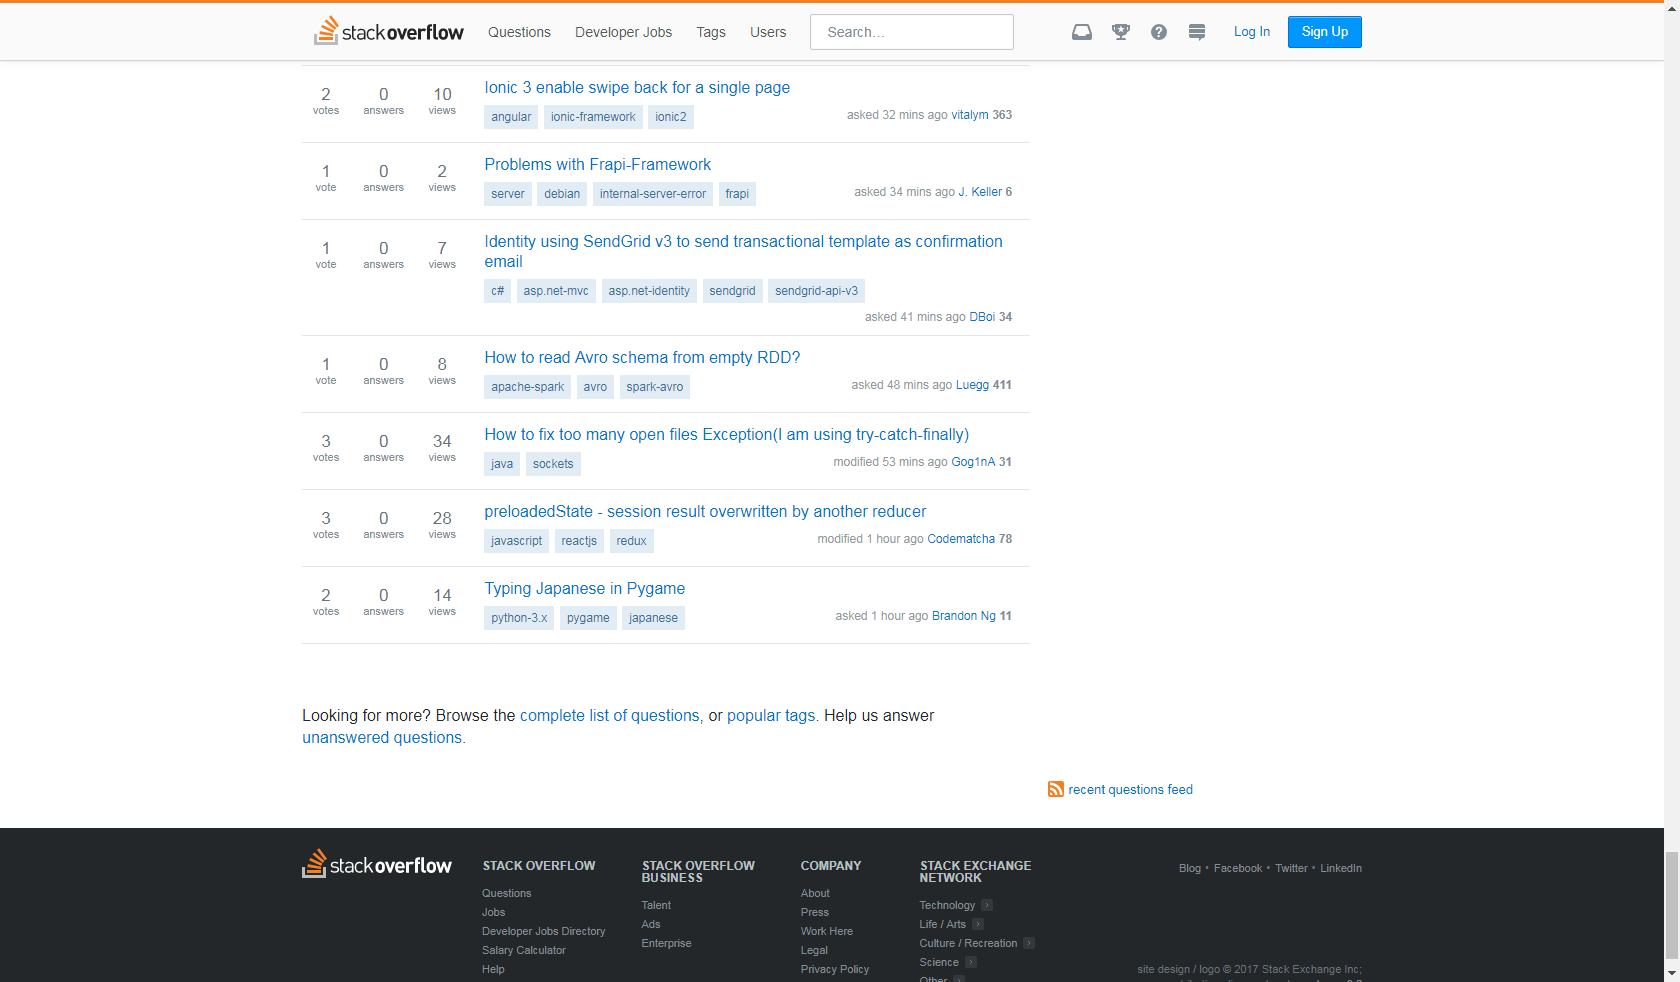 stackoverflow Questions Developer Jobs Tags Users Search... Log In Sign Up
2 votes 0 answers 10 views
Ionic 3 enable swipe back for a single page
angular ionic-framework ionic2
asked 32 mins ago vitalym 363
1 vote 0 answers 2 views
Problems with Frapi-Framework
server debian internal-server-error frapi
asked 34 mins ago J. Keller 6
1 vote 0 answers 7 views
Identity using SendGrid v3 to send transactional template as confirmation
email
c# asp.net-mvc asp.net-identity sendgrid sendgrid-api-v3
asked 41 mins ago DBoi 34
1 vote 0 answers 8 views
How to read Avro schema from empty RDD?
apache-spark avro spark-avro
asked 48 mins ago Luegg 411
3 votes 0 answers 34 views
How to fix too many open files Exception(I am using try-catch-finally)
java sockets
modified 53 mins ago Gog1nA 31
3 votes 0 answers 28 views
preloadedState - session result overwritten by another reducer
javascript reactjs redux
modified 1 hour ago Codematcha 78
2 votes 0 answers 14 views
Typing Japanese in Pygame
python-3.x pygame japanese
asked 1 hour ago Brandon Ng 11
Looking for more? Browse the complete list of questions, or popular tags. Help us answer
unanswered questions.
recent questions feed
stackoverflow
STACK OVERFLOW
Questions
Jobs
Developer Jobs Directory
Salary Calculator
Help
STACK OVERFLOW
BUSINESS
Talent
Ads
Enterprise
COMPANY
About
Press
Work Here
Legal
Privacy Policy
STACK EXCHANGE
NETWORK
Technology
Life / Arts
Culture / Recreation
Science
Other
Blog • Facebook • Twitter • LinkedIn
site design / logo © 2017 Stack Exchange Inc;